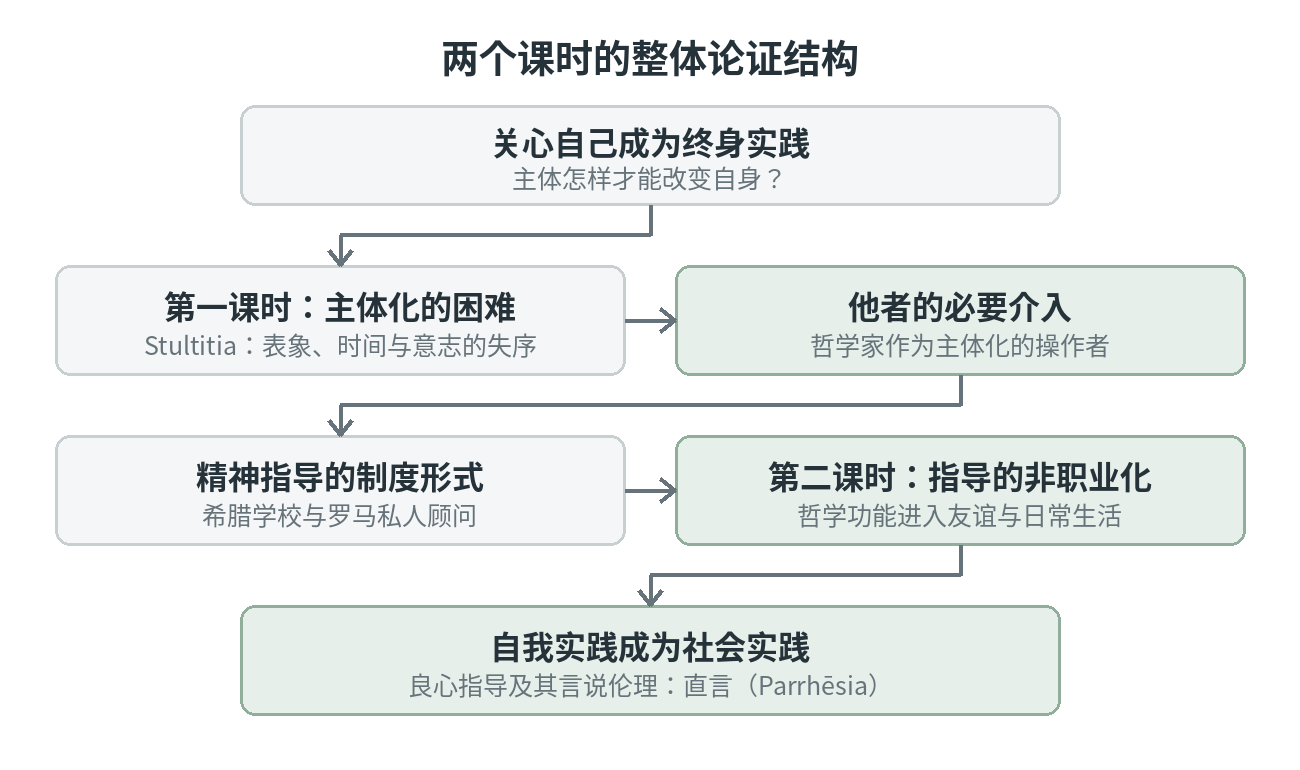 两个课时的整体论证结构
关心自己成为终身实践
主体怎样才能改变自身？
第一课时：主体化的困难
Stultitia：表象、时间与意志的失序
他者的必要介入
哲学家作为主体化的操作者
精神指导的制度形式
希腊学校与罗马私人顾问
第二课时：指导的非职业化
哲学功能进入友谊与日常生活
自我实践成为社会实践
良心指导及其言说伦理：直言（Parrhēsia）